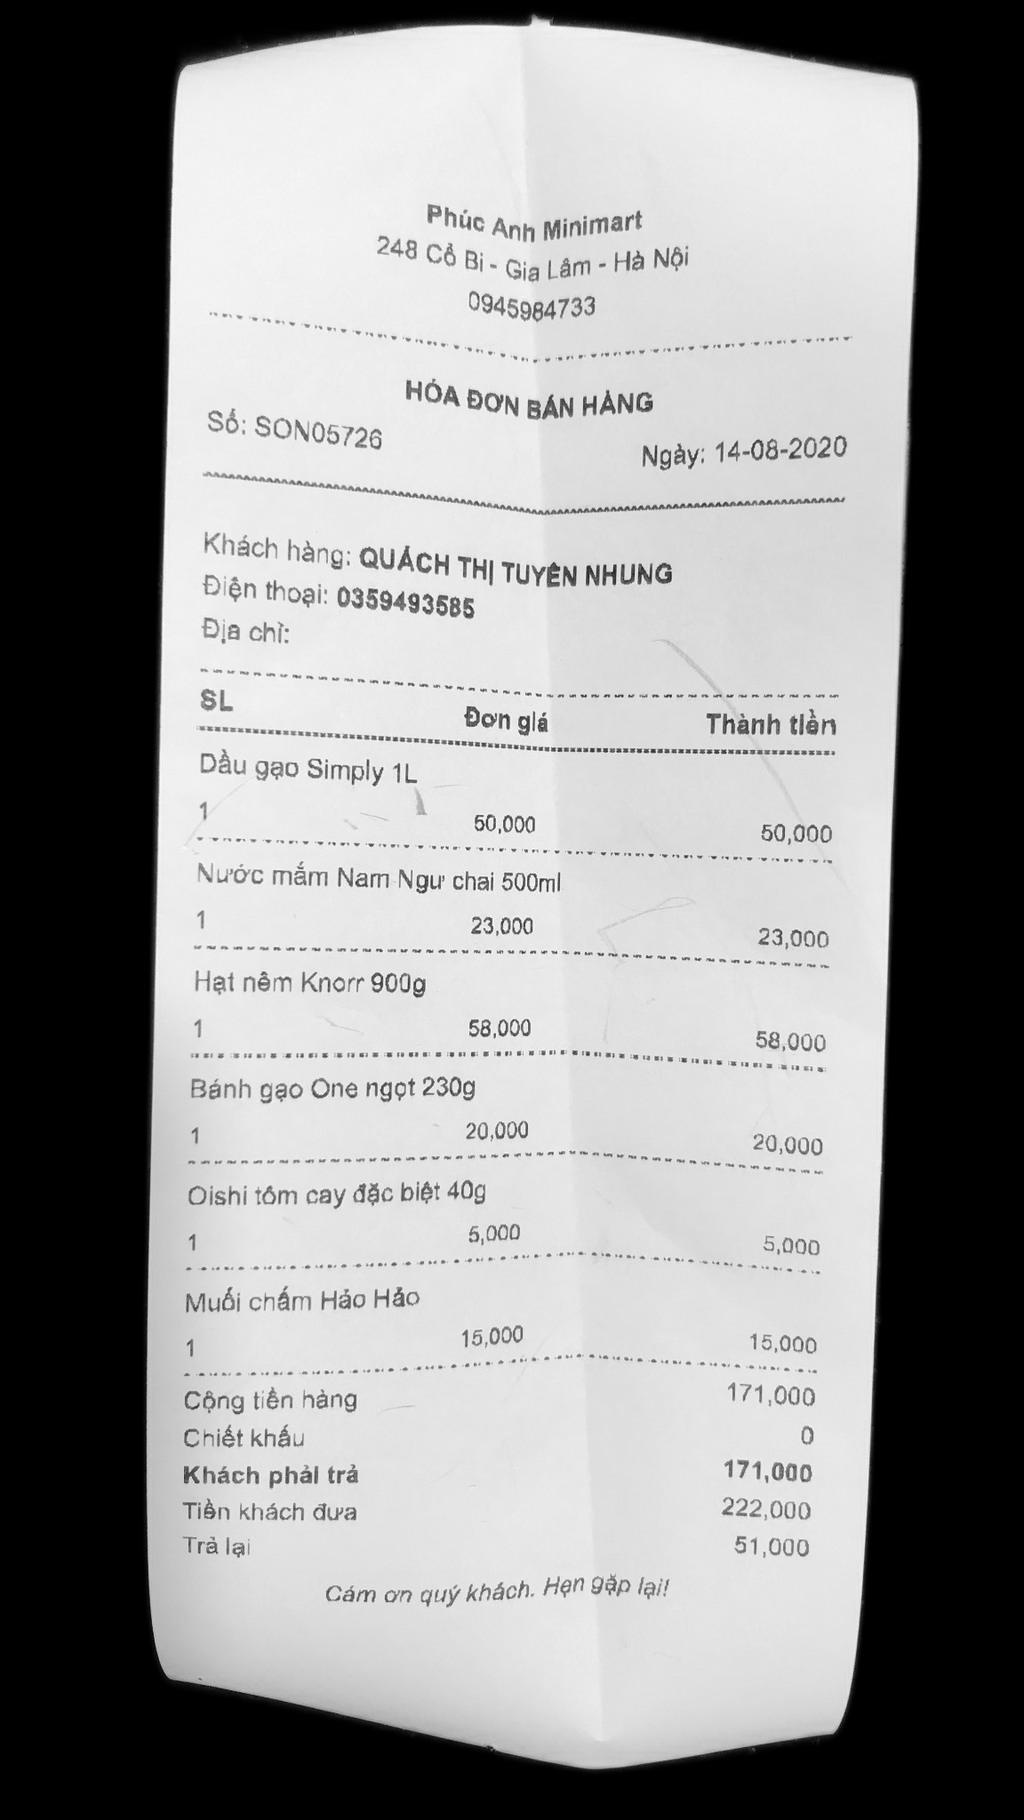 Phúc Anh Minimart
248 Cổ Bi - Gia Lâm - Hà Nội
0945984733
HÓA ĐƠN BÁN HÀNG
Số: SON05726 Ngày: 14-08-2020
Khách hàng: QUÁCH THỊ TUYÊN NHUNG
Điện thoại: 0359493585
Địa chỉ:
SL Đơn giá Thành tiền
Dầu gạo Simply 1L
1 50,000 50,000
Nước mắm Nam Ngư chai 500ml
1 23,000 23,000
Hạt nêm Knorr 900g
1 58,000 58,000
Bánh gạo One ngọt 230g
1 20,000 20,000
Oishi tôm cay đặc biệt 40g
1 5,000 5,000
Muối chấm Hảo Hảo
1 15,000 15,000
Cộng tiền hàng 171,000
Chiết khấu 0
Khách phải trả 171,000
Tiền khách đưa 222,000
Trả lại 51,000
Cám ơn quý khách. Hẹn gặp lại!